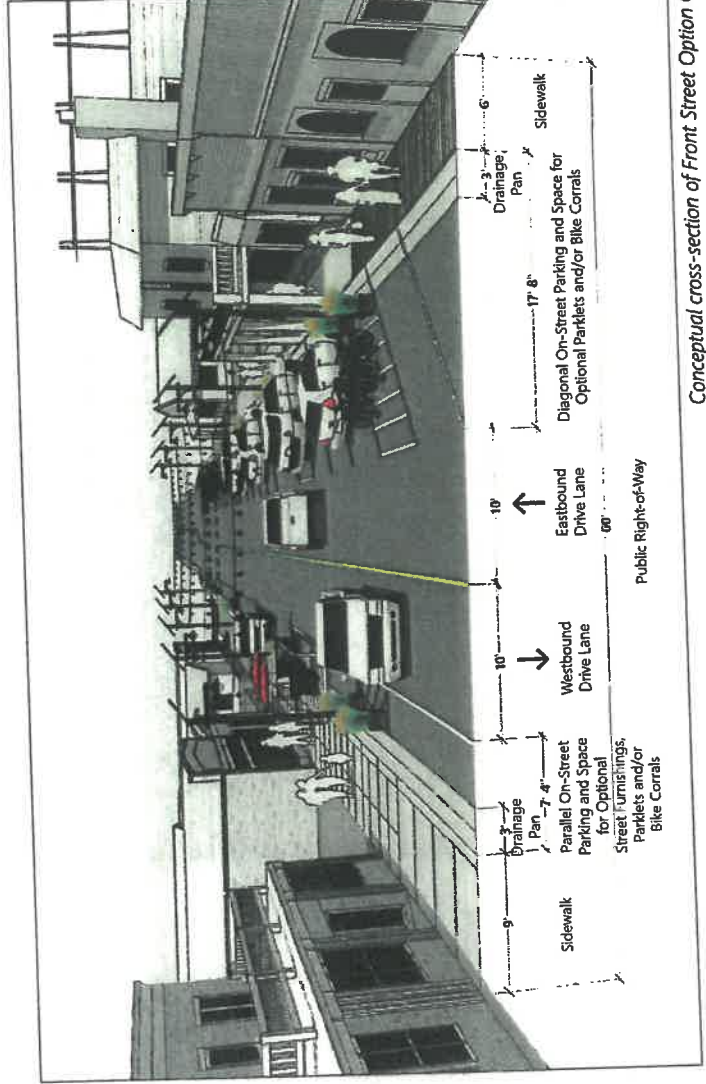 9'
3'
7' 4"
10'
10'
17' 8"
3'
6'
Sidewalk
Drainage
Pan
Parallel On-Street
Parking and Space
for Optional
Street Furnishings,
Parklets and/or
Bike Corrals
Westbound
Drive Lane
Eastbound
Drive Lane
Diagonal On-Street Parking and Space for
Optional Parklets and/or Bike Corrals
Drainage
Pan
Sidewalk
60'
Public Right-of-Way
Conceptual cross-section of Front Street Option